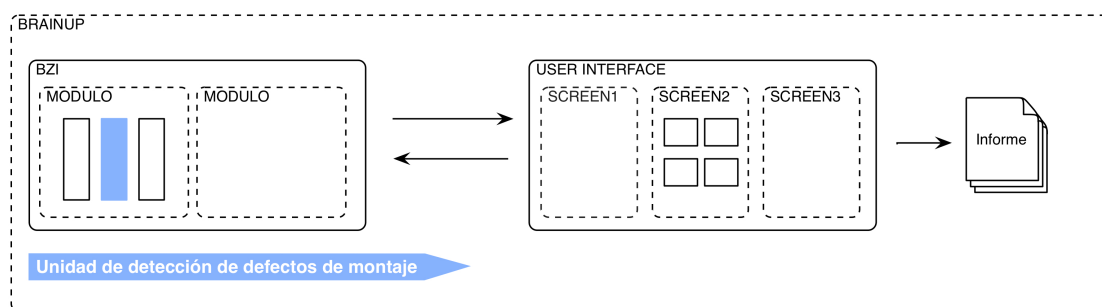 BRAINUP
BZI
MODULO
MODULO
USER INTERFACE
SCREEN1
SCREEN2
SCREEN3
Informe
Unidad de detección de defectos de montaje